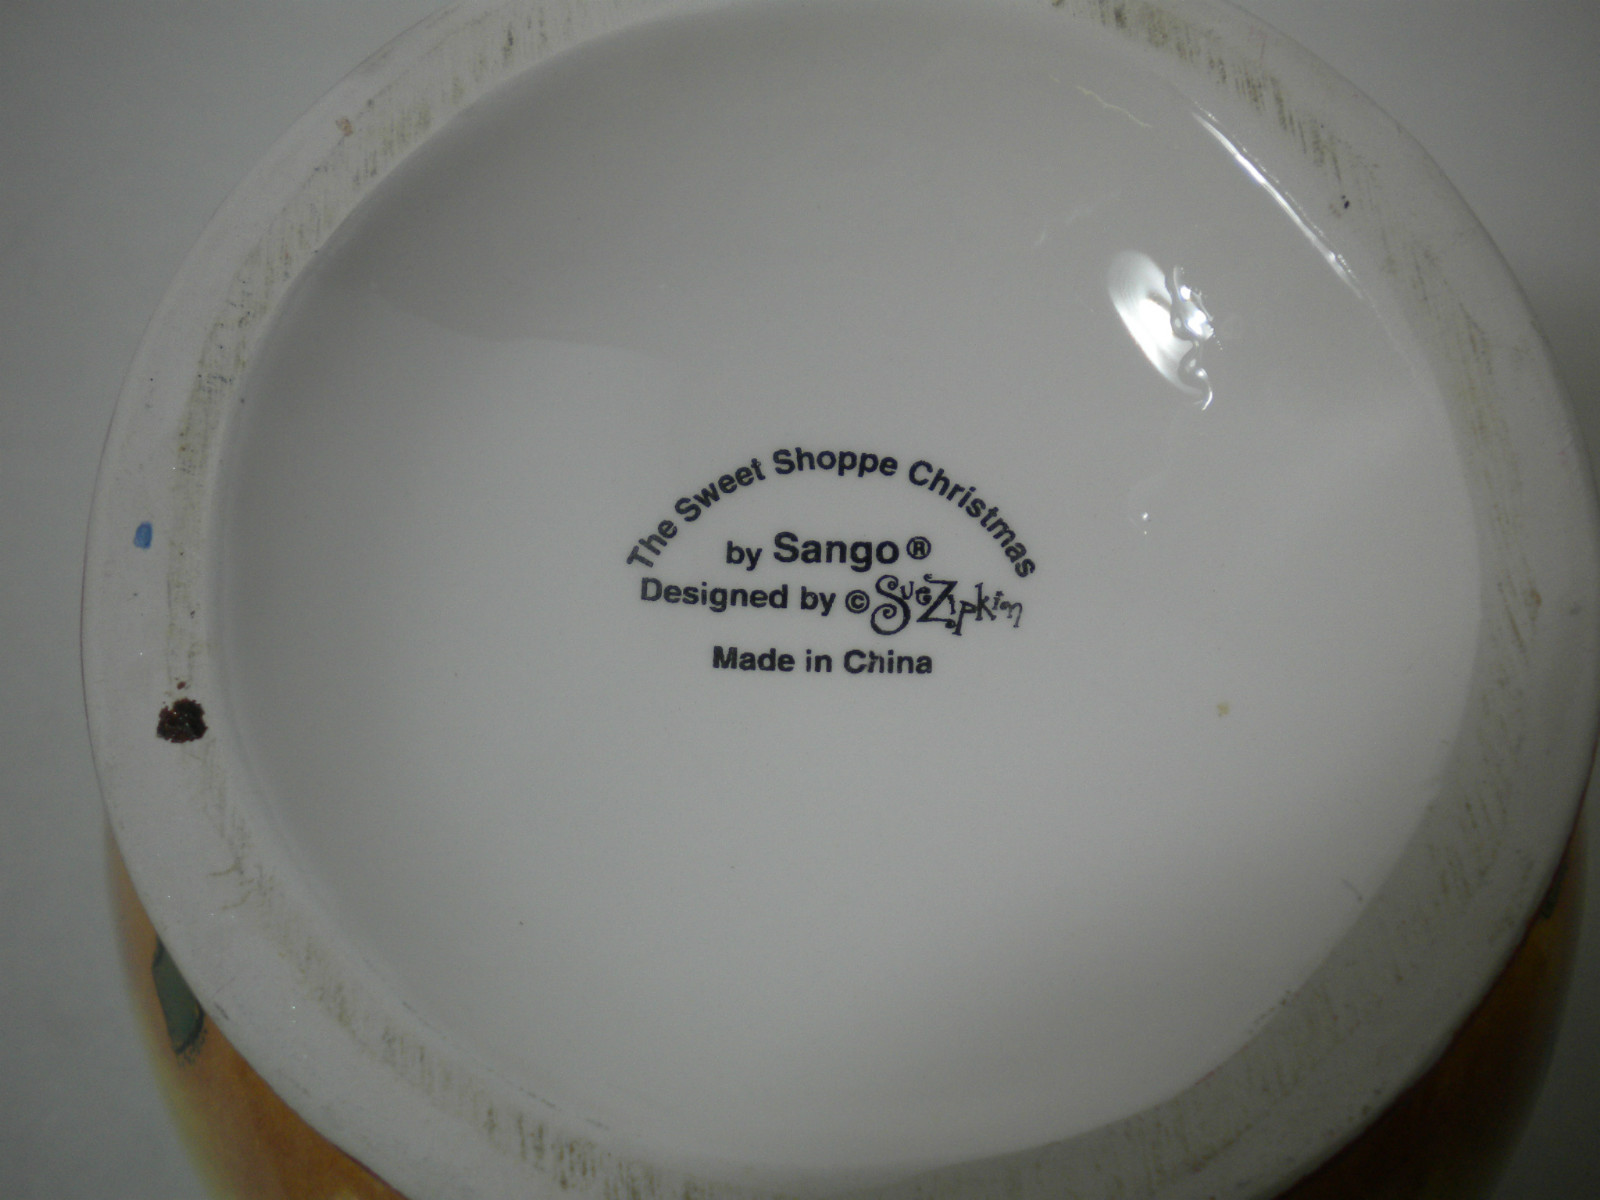 The Sweet Shoppe Christmas
by Sango®
Designed by © Sue Zipkin
Made in China